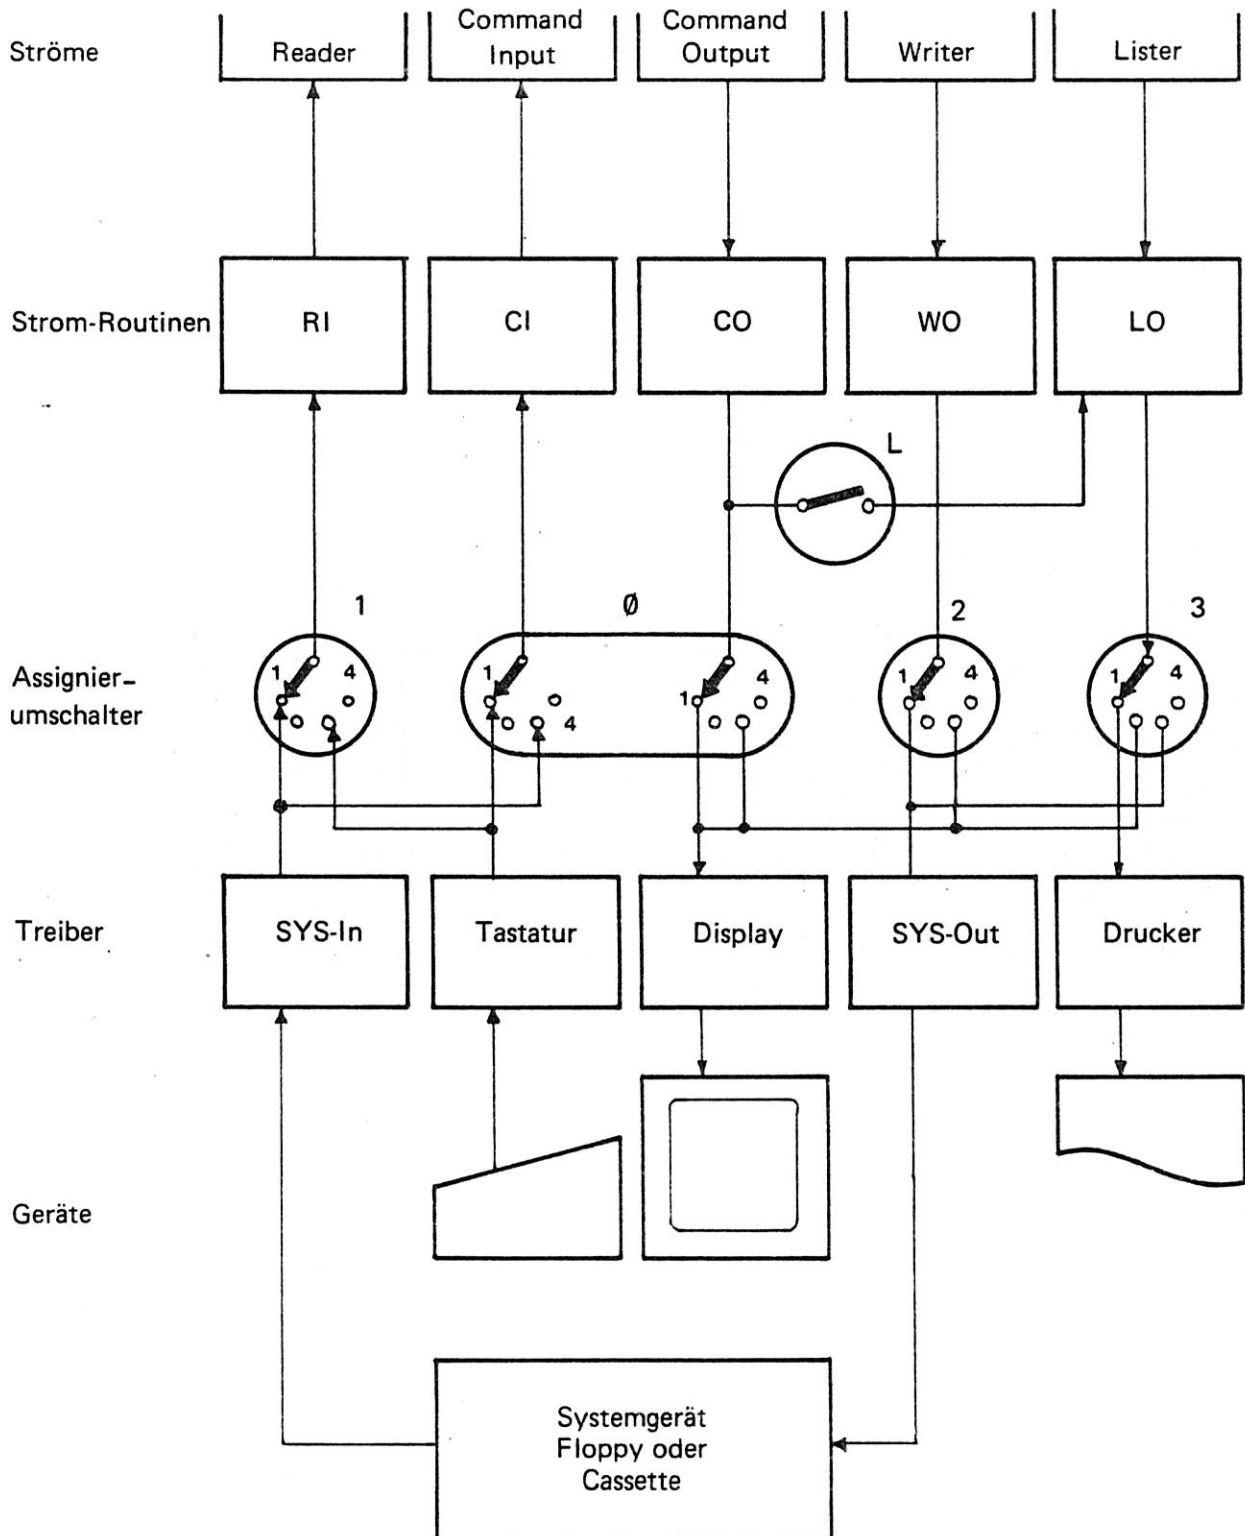 Ströme
Reader
Command
Input
Command
Output
Writer
Lister
Strom-Routinen
RI
CI
CO
WO
LO
L
1
Ø
2
3
Assignier-
umschalter
1
4
1
4
1
4
1
4
1
4
Treiber
SYS-In
Tastatur
Display
SYS-Out
Drucker
Geräte
Systemgerät
Floppy oder
Cassette